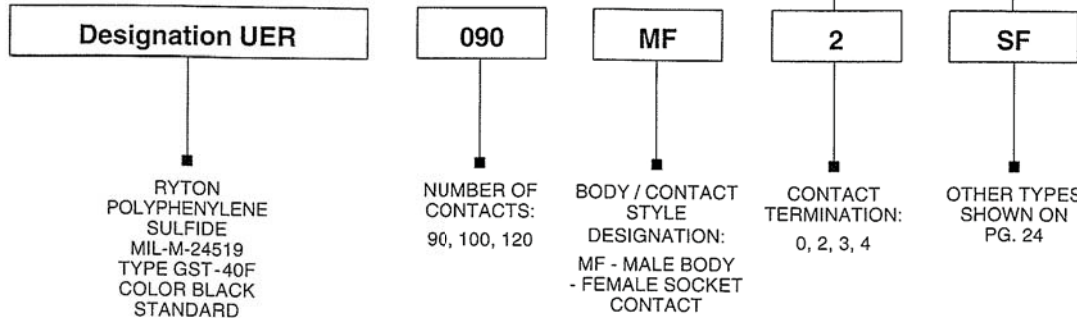 Designation UER
090
MF
2
SF
RYTON
POLYPHENYLENE
SULFIDE
MIL-M-24519
TYPE GST-40F
COLOR BLACK
STANDARD
NUMBER OF
CONTACTS:
90, 100, 120
BODY / CONTACT
STYLE
DESIGNATION:
MF - MALE BODY
- FEMALE SOCKET
CONTACT
CONTACT
TERMINATION:
0, 2, 3, 4
OTHER TYPES
SHOWN ON
PG. 24